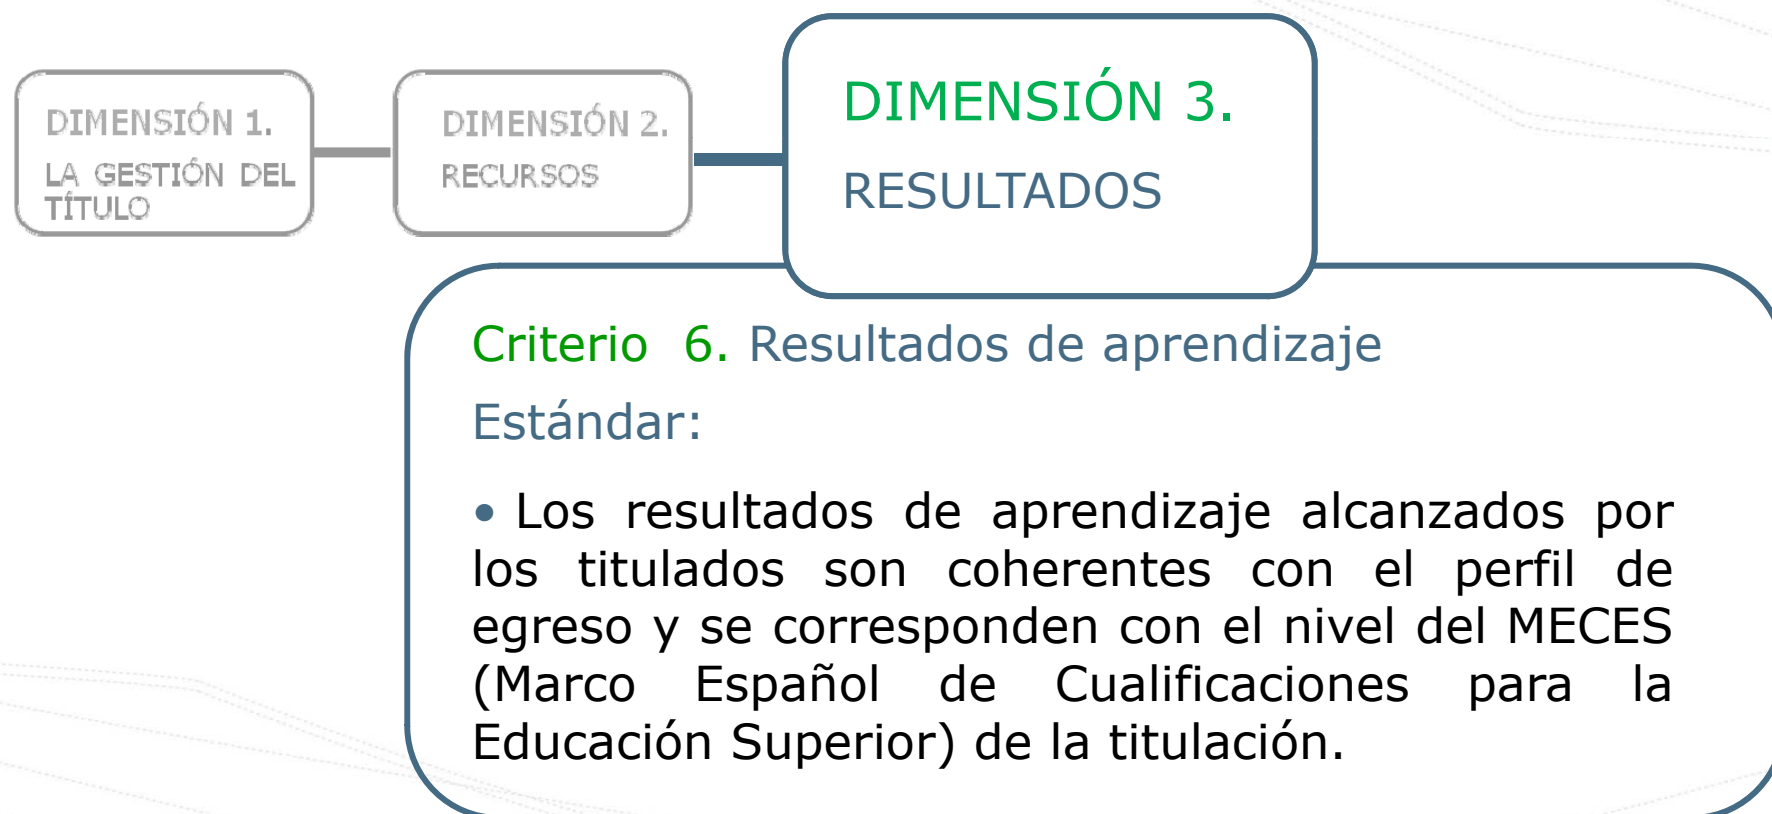 DIMENSIÓN 1.
LA GESTIÓN DEL
TÍTULO
DIMENSIÓN 2.
RECURSOS
DIMENSIÓN 3.
RESULTADOS
Criterio 6. Resultados de aprendizaje
Estándar:
• Los resultados de aprendizaje alcanzados por
los titulados son coherentes con el perfil de
egreso y se corresponden con el nivel del MECES
(Marco Español de Cualificaciones para la
Educación Superior) de la titulación.